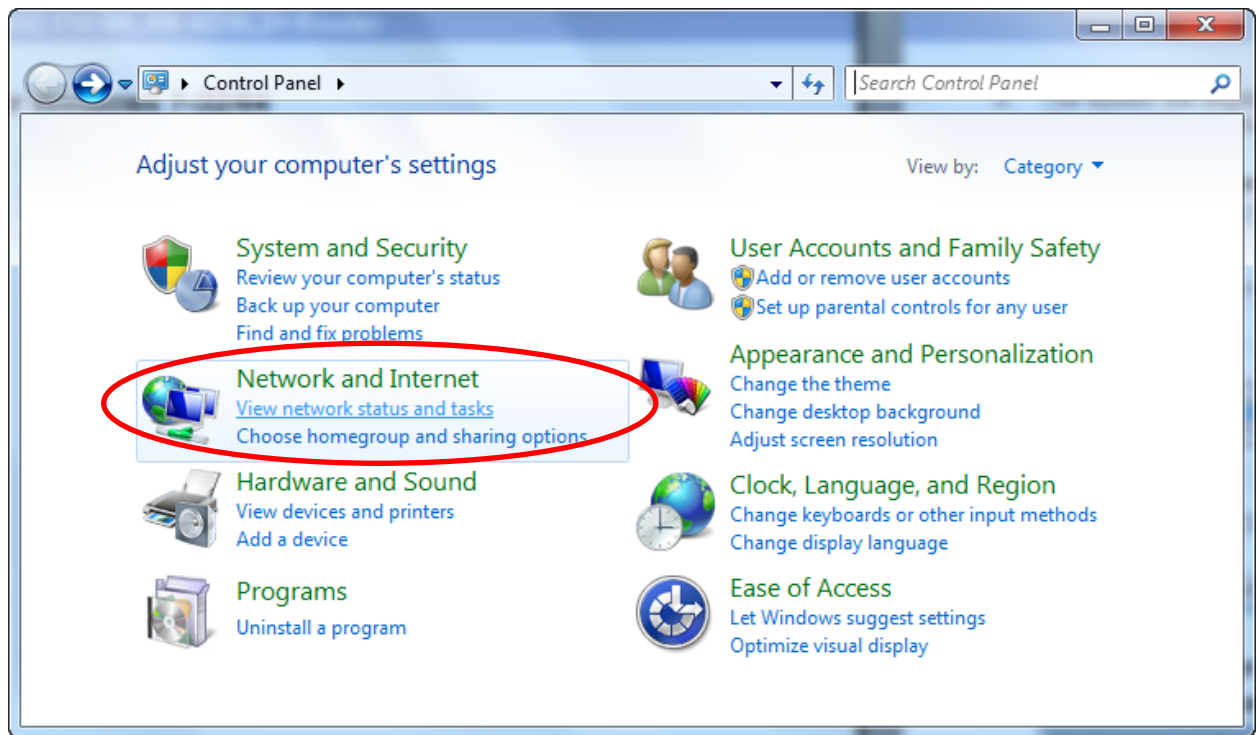 Control Panel
Search Control Panel
Adjust your computer's settings
View by: Category
System and Security
Review your computer's status
Back up your computer
Find and fix problems
Network and Internet
View network status and tasks
Choose homegroup and sharing options
Hardware and Sound
View devices and printers
Add a device
Programs
Uninstall a program
User Accounts and Family Safety
Add or remove user accounts
Set up parental controls for any user
Appearance and Personalization
Change the theme
Change desktop background
Adjust screen resolution
Clock, Language, and Region
Change keyboards or other input methods
Change display language
Ease of Access
Let Windows suggest settings
Optimize visual display